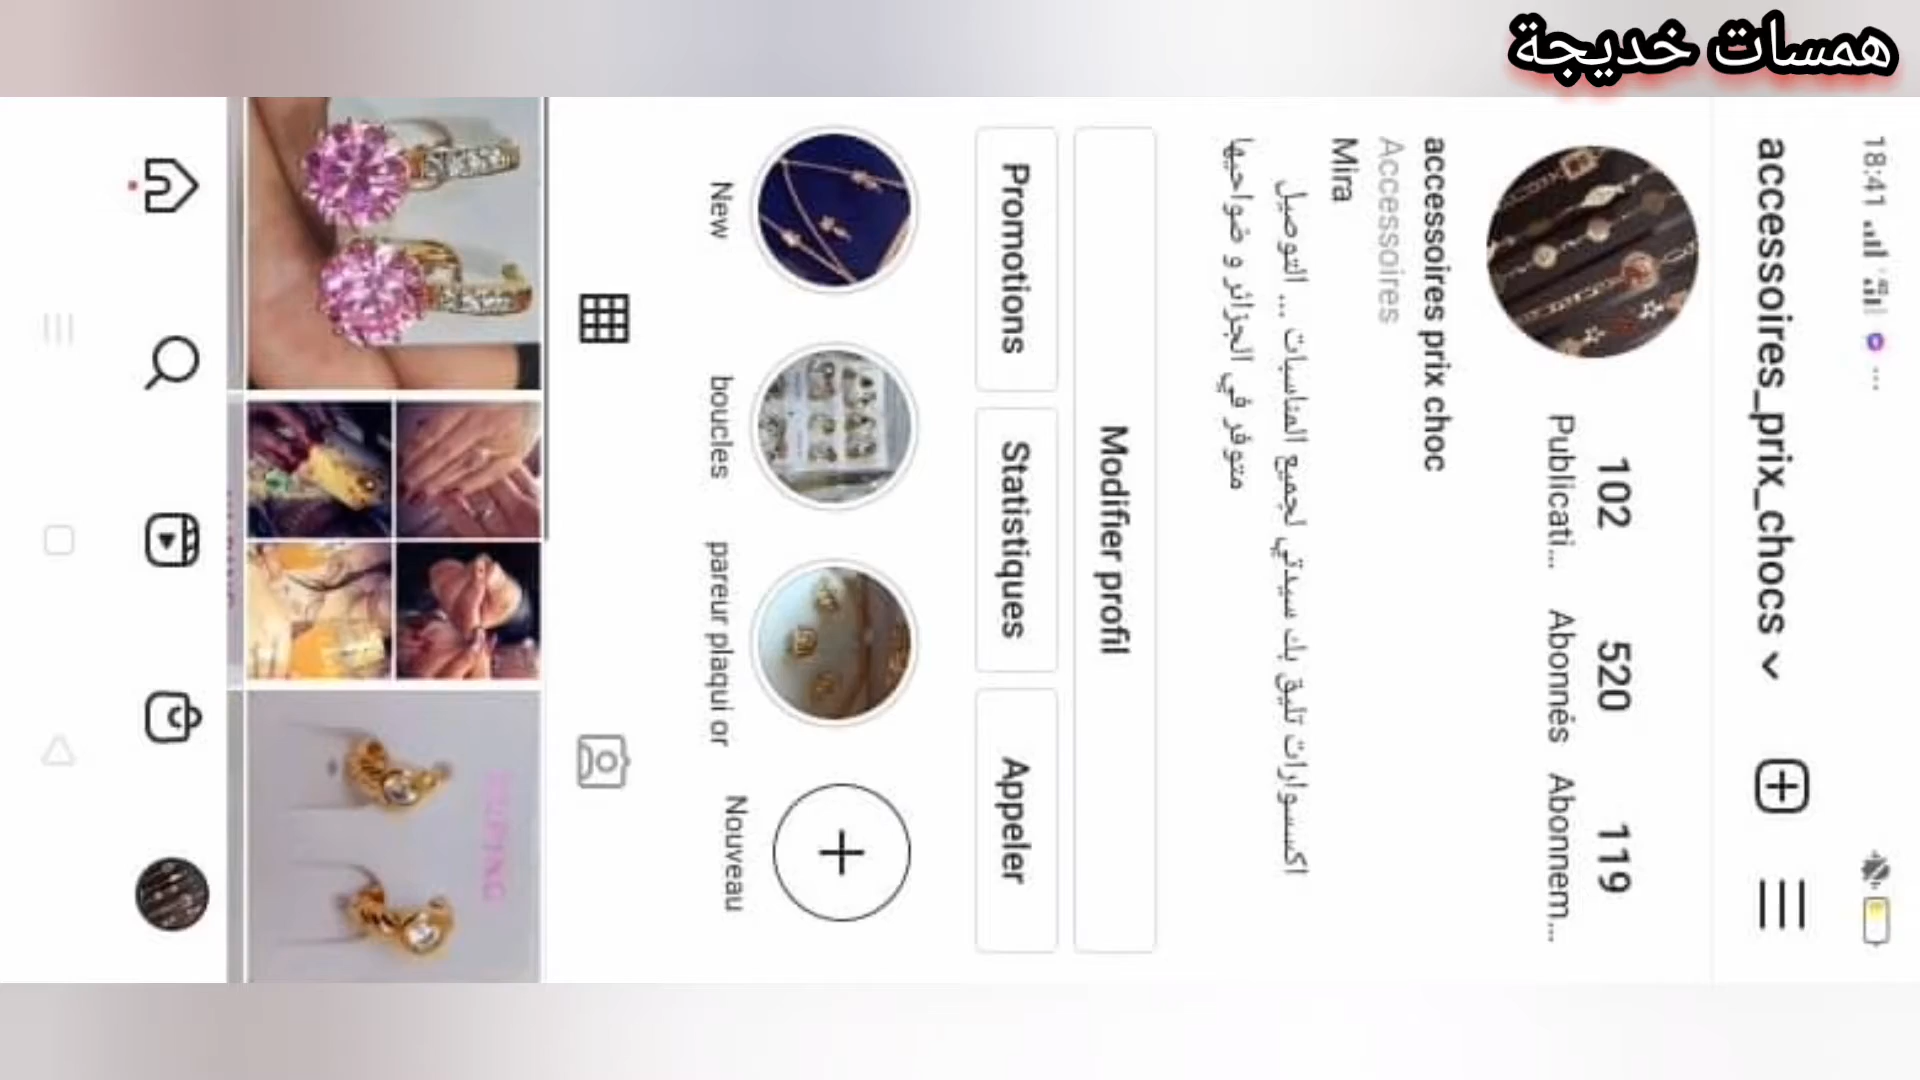 همسات خديجة
18:41
accessoires_prix_chocs
102
520
119
Publicati...
Abonnés
Abonnem...
accessoires prix choc
Accessoires
Mira
اكسسوارات تليق بك سيدتي لجميع المناسبات ... التوصيل
متوفر في الجزائر و ضواحيها
Modifier profil
Promotions
Statistiques
Appeler
New
boucles
pareur plaqui or
Nouveau